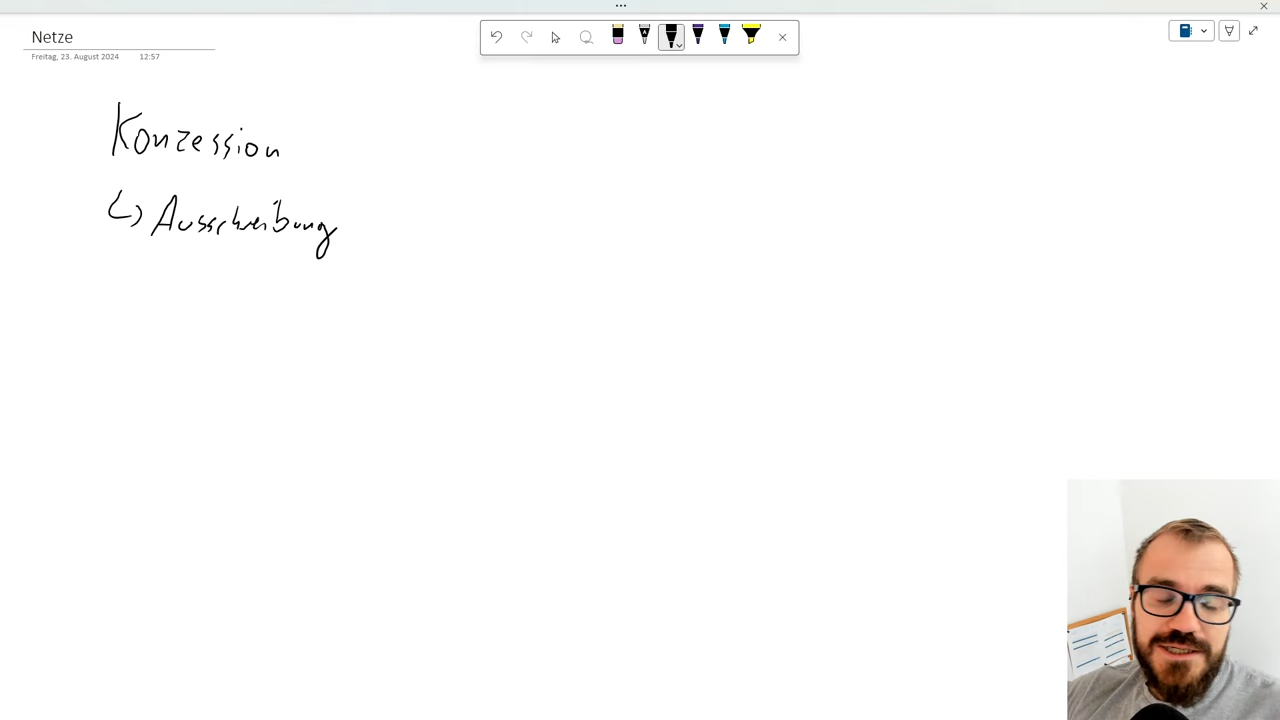 Netze
Freitag, 23. August 2024 12:57
Konzession
↳ Ausschreibung